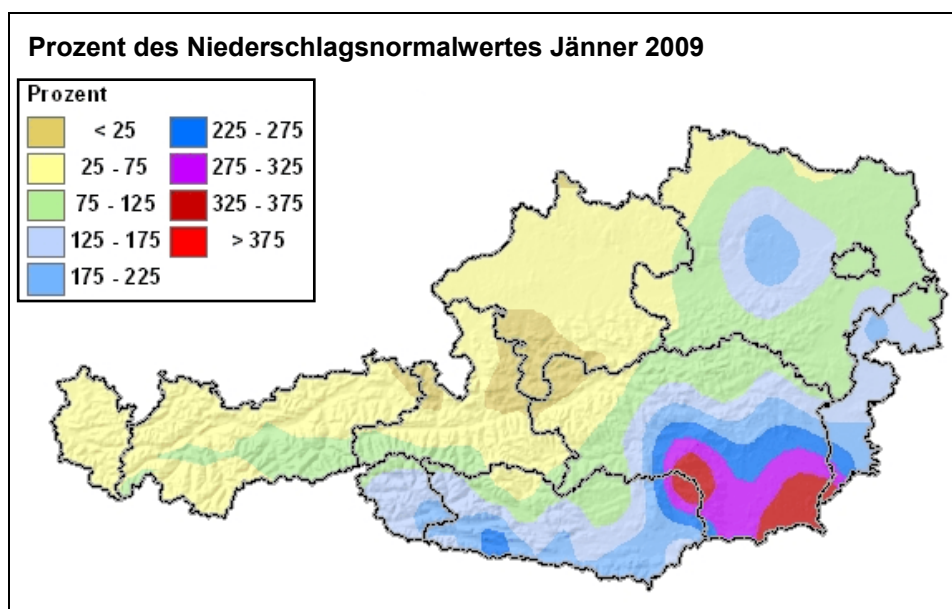 Prozent des Niederschlagsnormalwertes Jänner 2009
Prozent
< 25
25 - 75
75 - 125
125 - 175
175 - 225
225 - 275
275 - 325
325 - 375
> 375